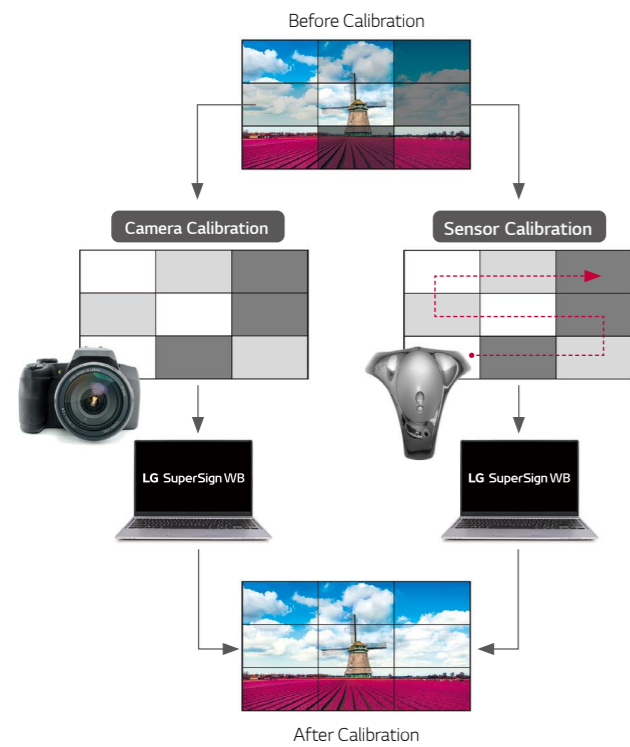 Before Calibration
Camera Calibration
Sensor Calibration
LG SuperSign WB
LG SuperSign WB
After Calibration